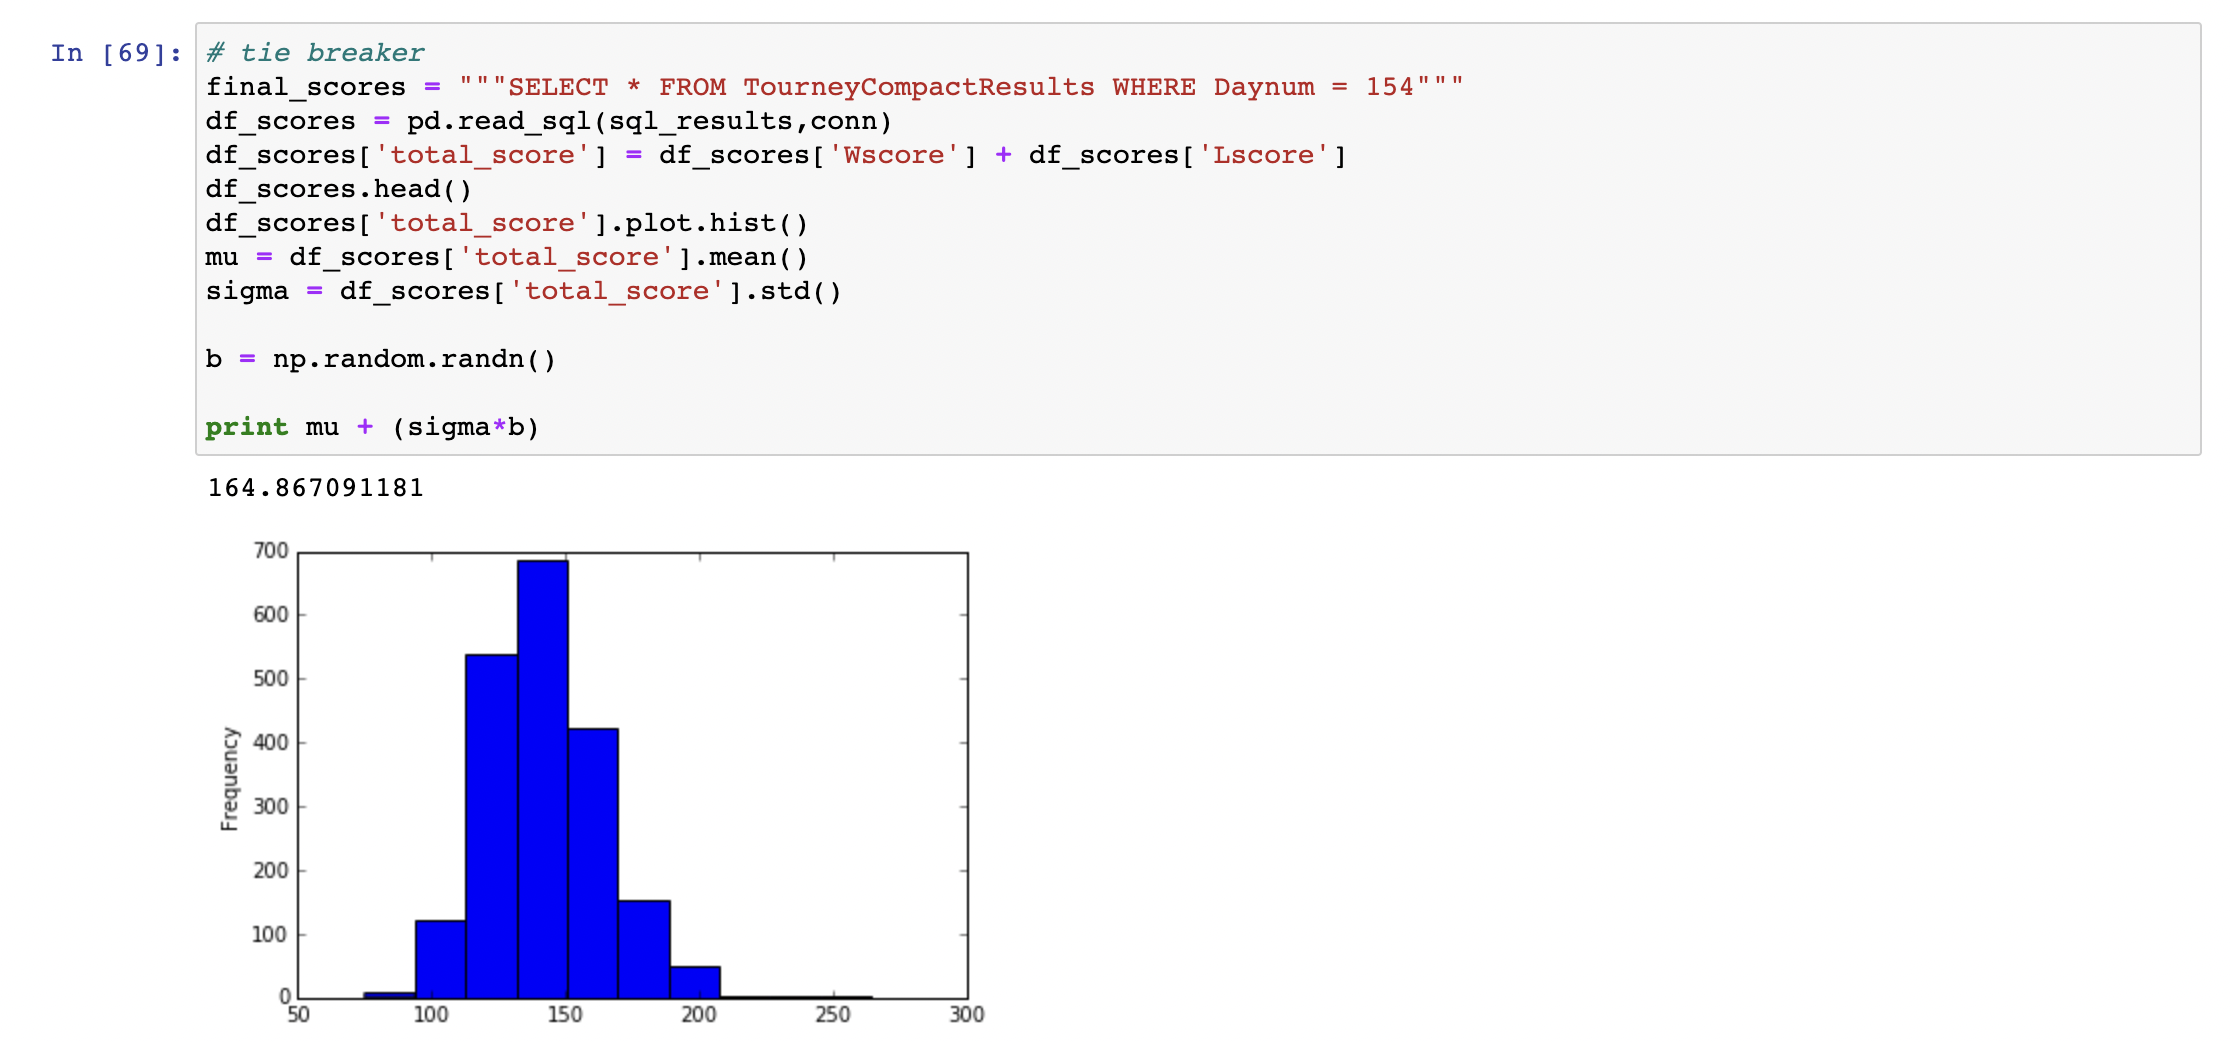 In [69]:
# tie breaker
final_scores = """SELECT * FROM TourneyCompactResults WHERE Daynum = 154"""
df_scores = pd.read_sql(sql_results,conn)
df_scores['total_score'] = df_scores['Wscore'] + df_scores['Lscore']
df_scores.head()
df_scores['total_score'].plot.hist()
mu = df_scores['total_score'].mean()
sigma = df_scores['total_score'].std()
b = np.random.randn()
print mu + (sigma*b)
164.867091181
700
600
500
400
300
200
100
0
Frequency
50 100 150 200 250 300